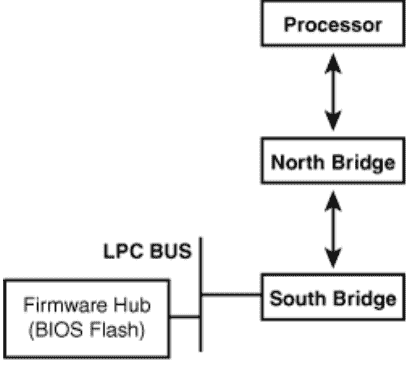 Processor
North Bridge
LPC BUS
South Bridge
Firmware Hub
(BIOS Flash)